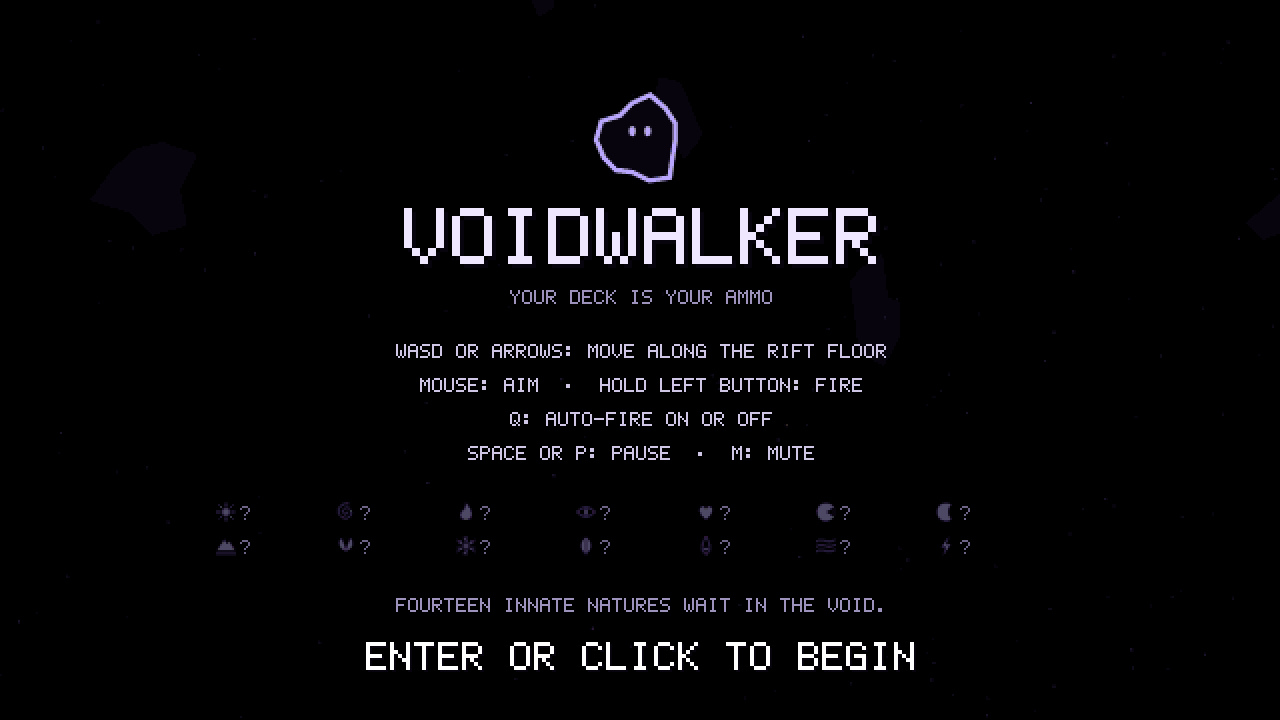 VOIDWALKER
YOUR DECK IS YOUR AMMO
WASD OR ARROWS: MOVE ALONG THE RIFT FLOOR
MOUSE: AIM · HOLD LEFT BUTTON: FIRE
Q: AUTO-FIRE ON OR OFF
SPACE OR P: PAUSE · M: MUTE
? ? ? ? ? ? ?
? ? ? ? ? ? ?
FOURTEEN INNATE NATURES WAIT IN THE VOID.
ENTER OR CLICK TO BEGIN